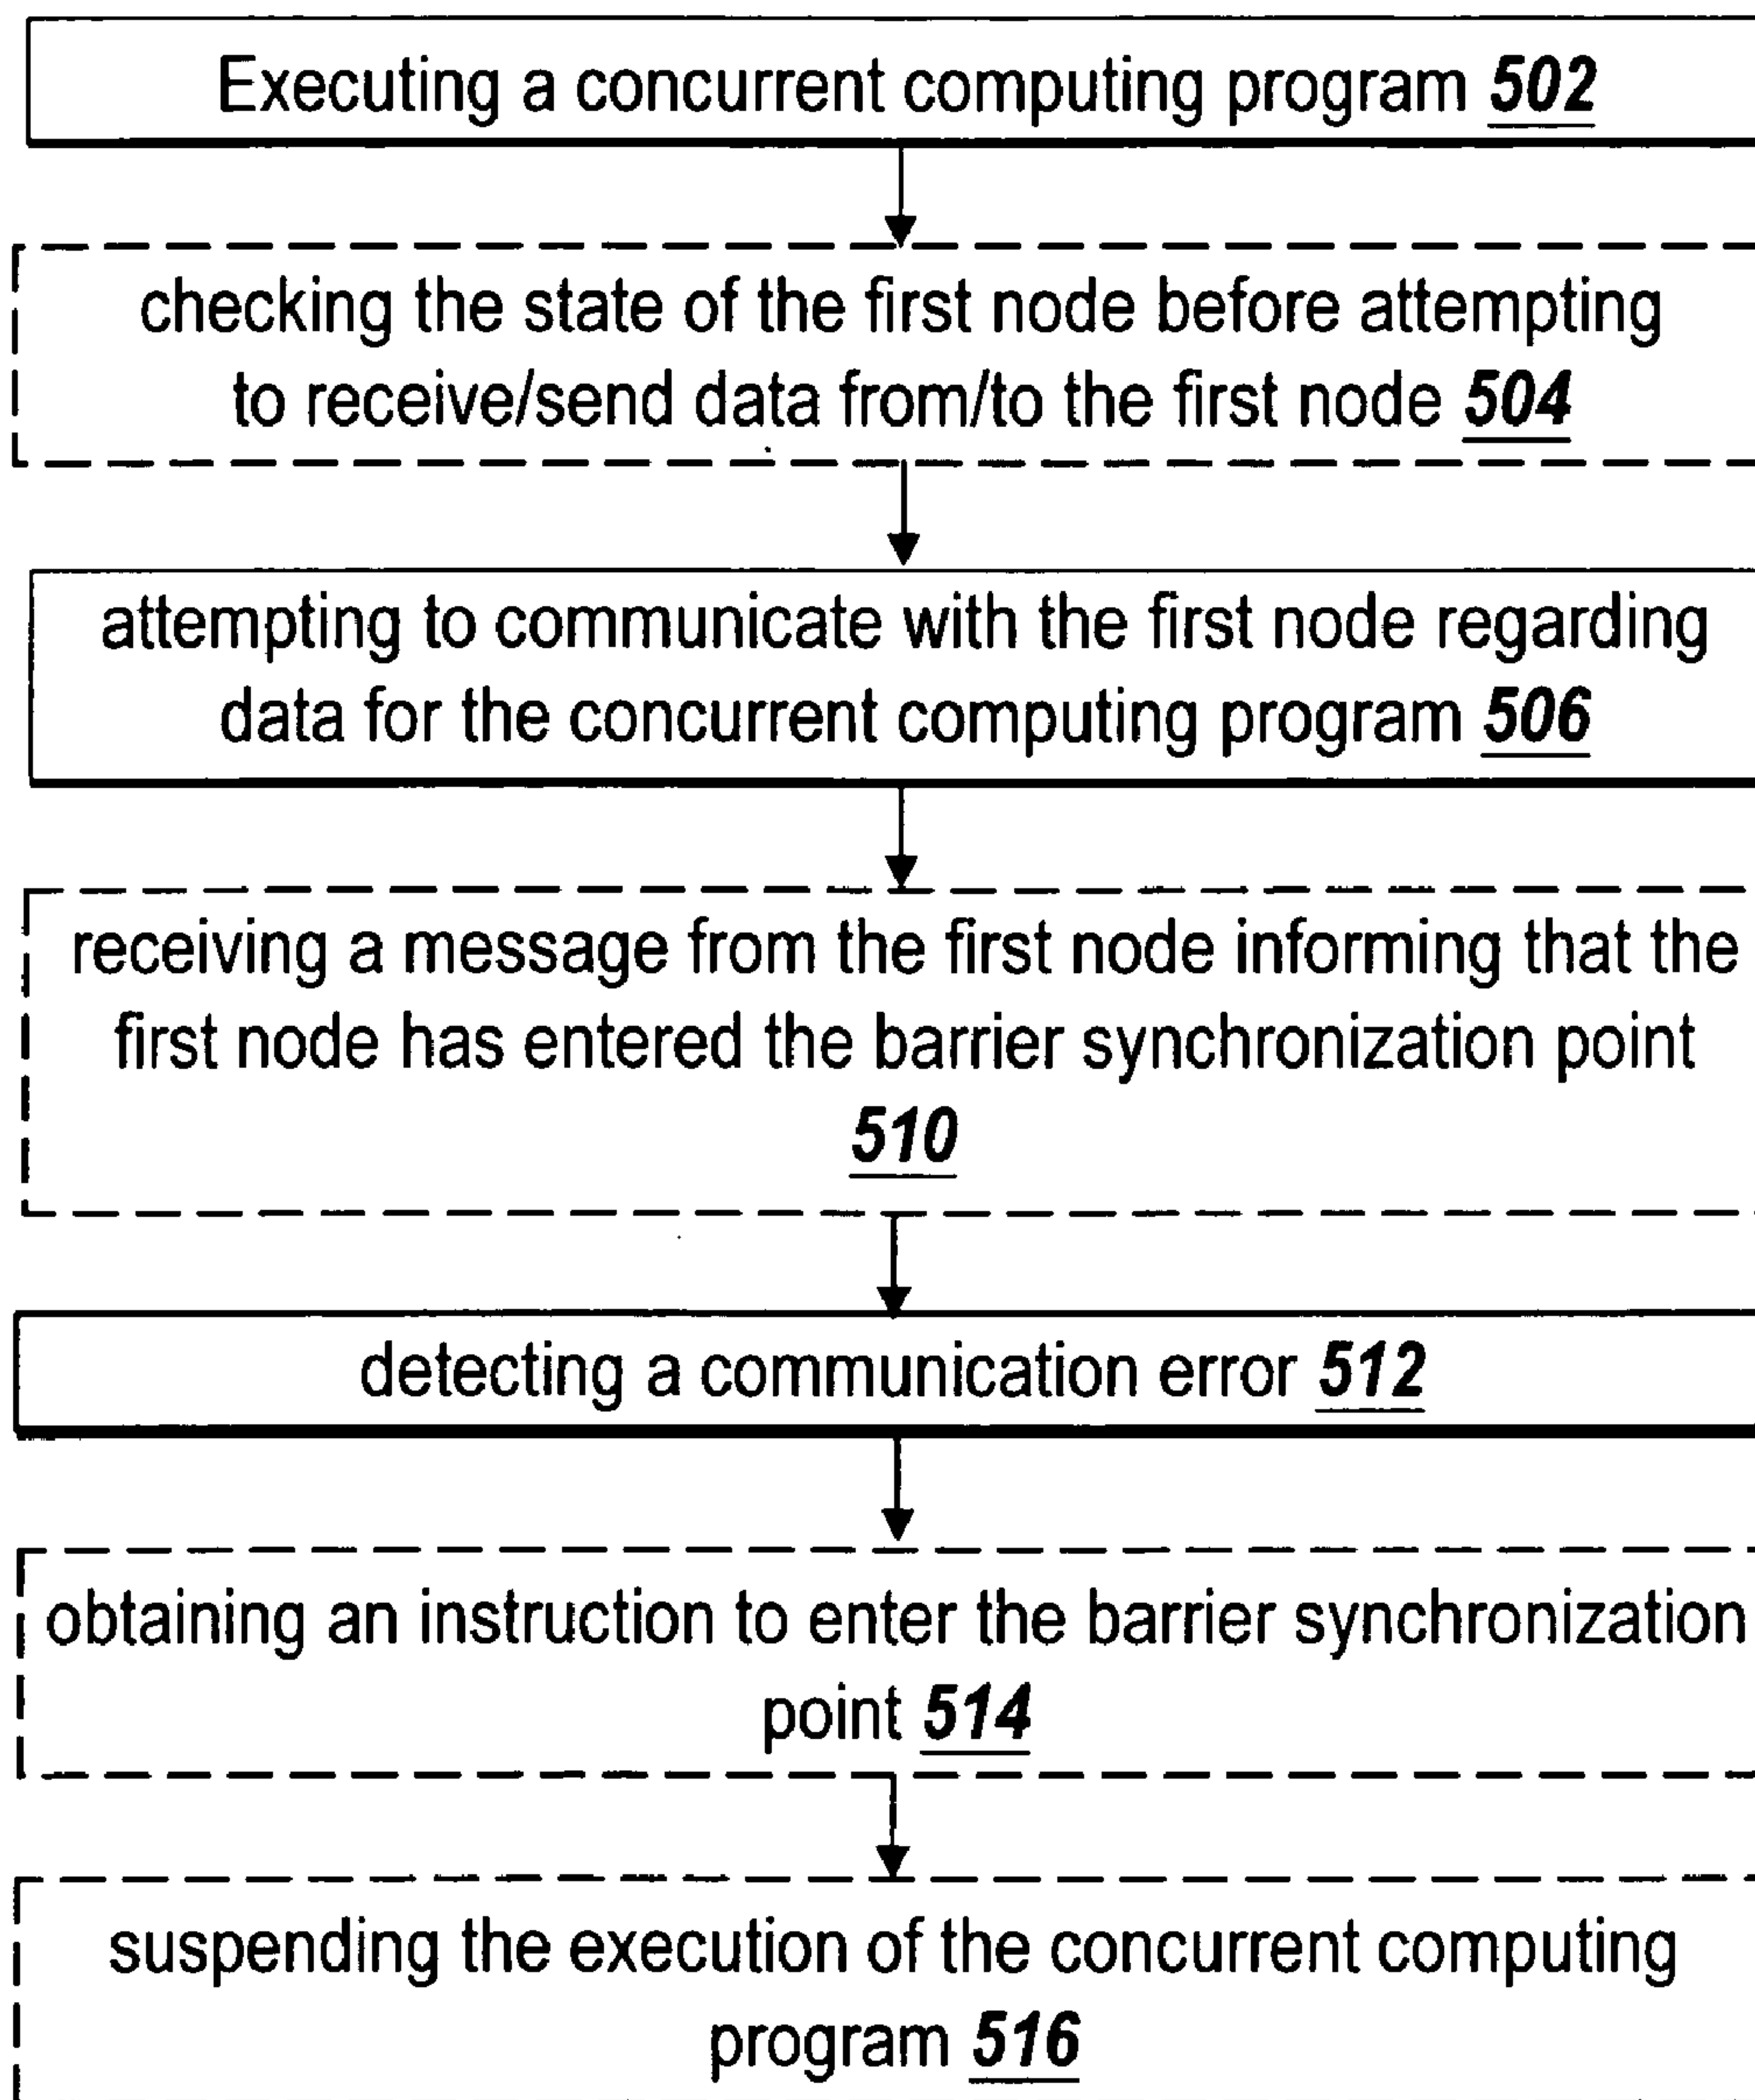 Executing a concurrent computing program 502
checking the state of the first node before attempting
to receive/send data from/to the first node 504
attempting to communicate with the first node regarding
data for the concurrent computing program 506
receiving a message from the first node informing that the
first node has entered the barrier synchronization point
510
detecting a communication error 512
obtaining an instruction to enter the barrier synchronization
point 514
suspending the execution of the concurrent computing
program 516